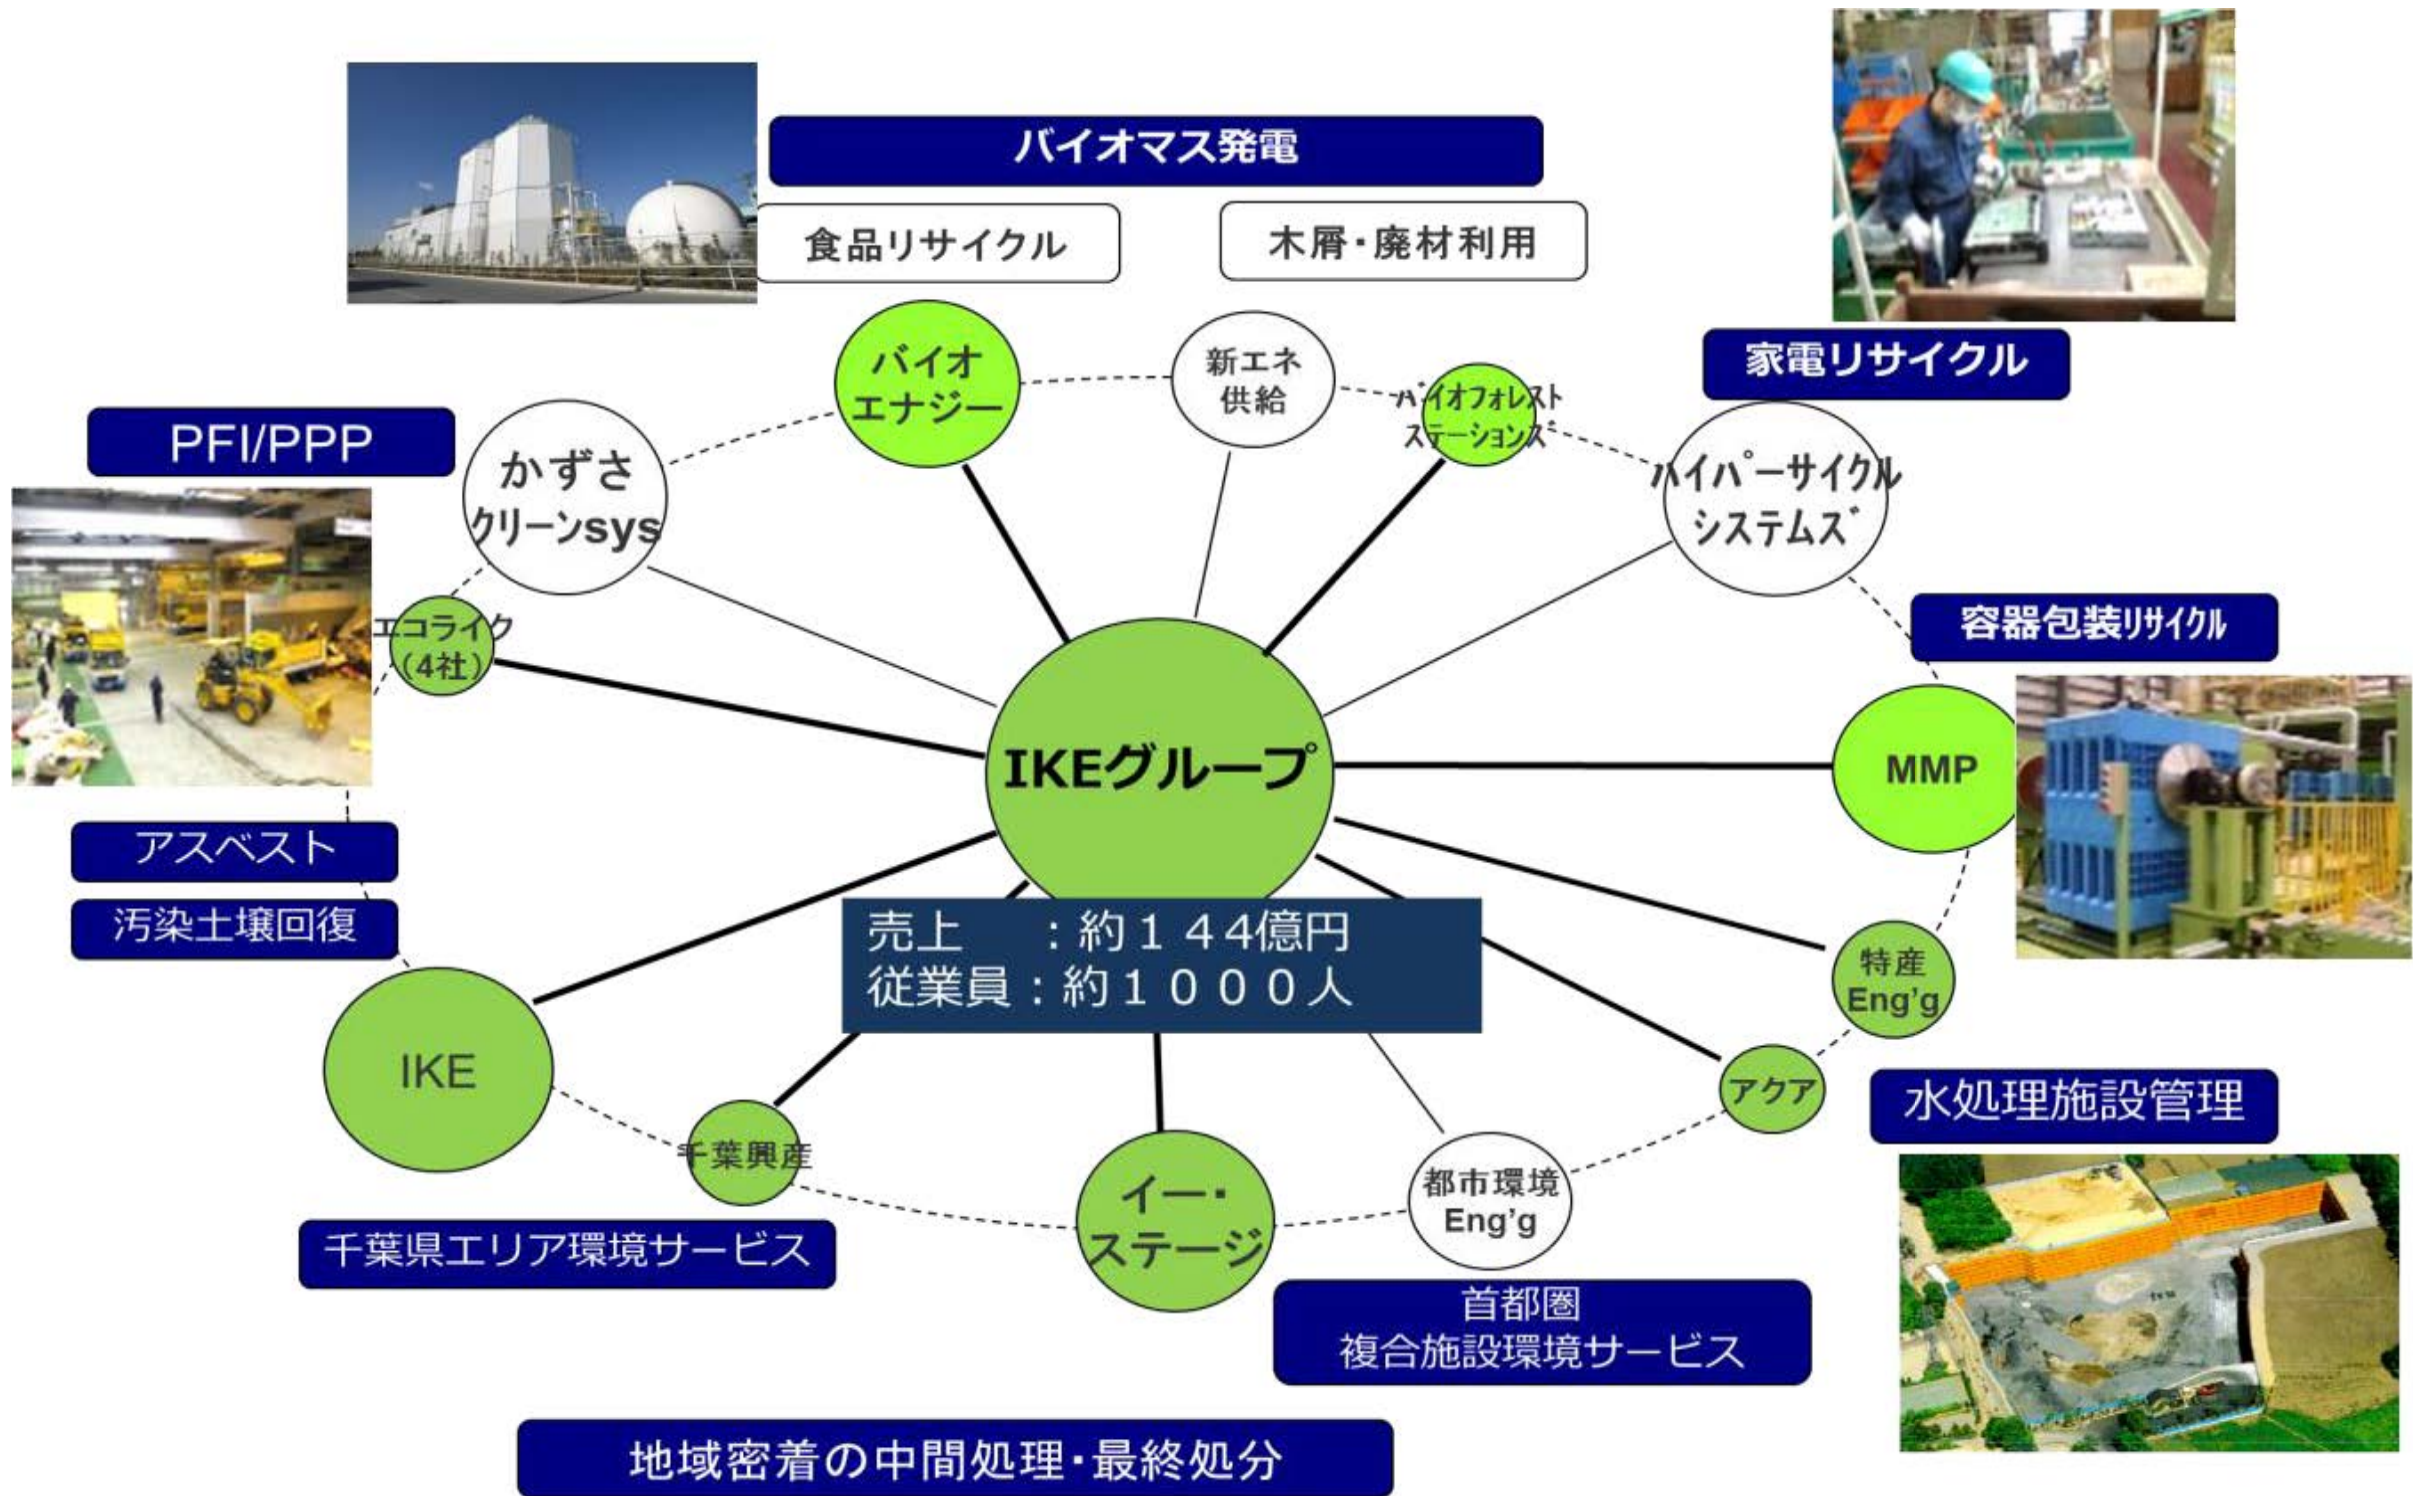 バイオマス発電
食品リサイクル
木屑・廃材利用
家電リサイクル
PFI/PPP
バイオ
エナジー
新エネ
供給
ﾊﾞｲｵﾌｫﾚｽﾄ
ｽﾃｰｼｮﾝｽﾞ
かずさ
ｸﾘｰﾝsys
ﾊｲﾊﾟｰｻｲｸﾙ
ｼｽﾃﾑｽﾞ
エコライク
（4社）
容器包装ﾘｻｲｸﾙ
IKEグループ
MMP
アスベスト
汚染土壌回復
売上　：約１４４億円
従業員：約１０００人
特産
Eng’g
IKE
アクア
水処理施設管理
千葉興産
イー・
ステージ
都市環境
Eng’g
千葉県エリア環境サービス
首都圏
複合施設環境サービス
地域密着の中間処理・最終処分